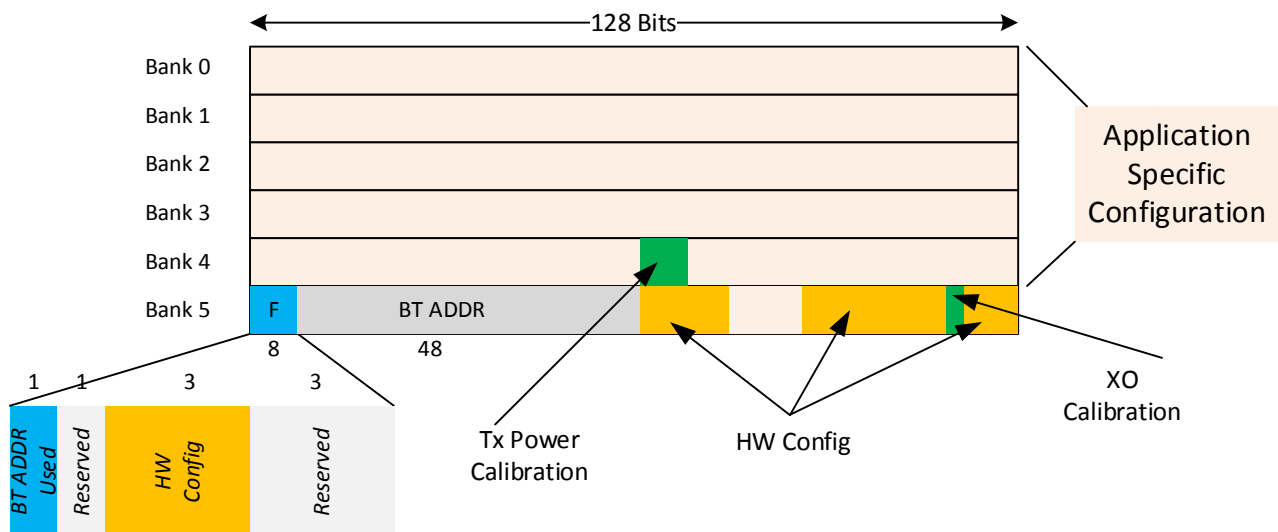 128 Bits
Bank 0
Bank 1
Bank 2
Bank 3
Bank 4
Bank 5
F
BT ADDR
8
48
Application
Specific
Configuration
1
1
3
3
BT ADDR
Used
Reserved
HW
Config
Reserved
Tx Power
Calibration
HW Config
XO
Calibration